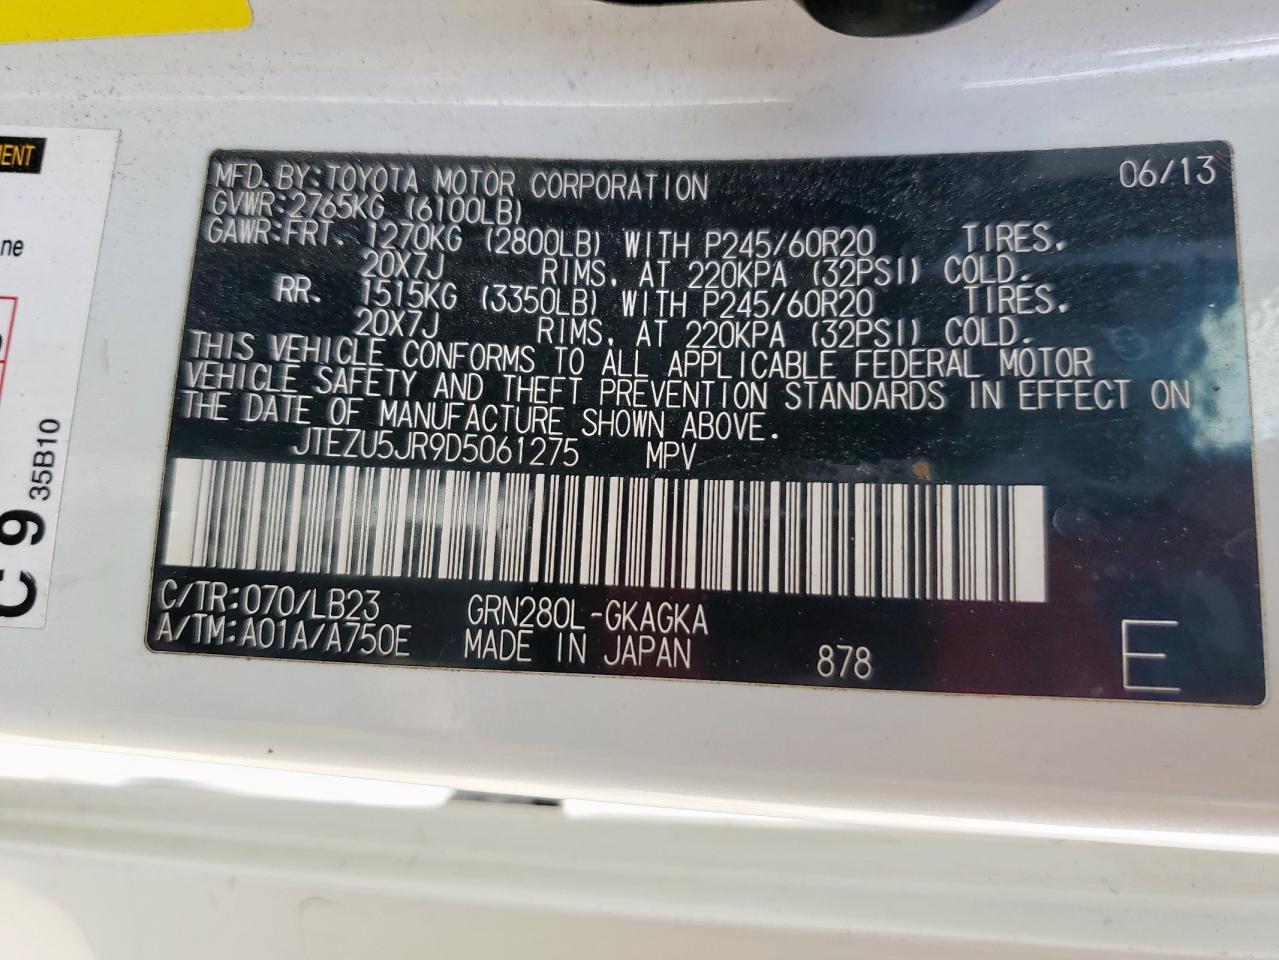 MFD. BY: TOYOTA MOTOR CORPORATION 06/13
GVWR: 2765KG (6100LB)
GAWR: FRT. 1270KG (2800LB) WITH P245/60R20 TIRES.
20X7J RIMS, AT 220KPA (32PSI) COLD.
RR. 1515KG (3350LB) WITH P245/60R20 TIRES.
20X7J RIMS, AT 220KPA (32PSI) COLD.
THIS VEHICLE CONFORMS TO ALL APPLICABLE FEDERAL MOTOR
VEHICLE SAFETY AND THEFT PREVENTION STANDARDS IN EFFECT ON
THE DATE OF MANUFACTURE SHOWN ABOVE.
JTEZU5JR9D5061275 MPV
C/TR: 070/LB23 GRN280L-GKAGKA
A/TM: A01A/A750E MADE IN JAPAN 878 E
35B10
C 9